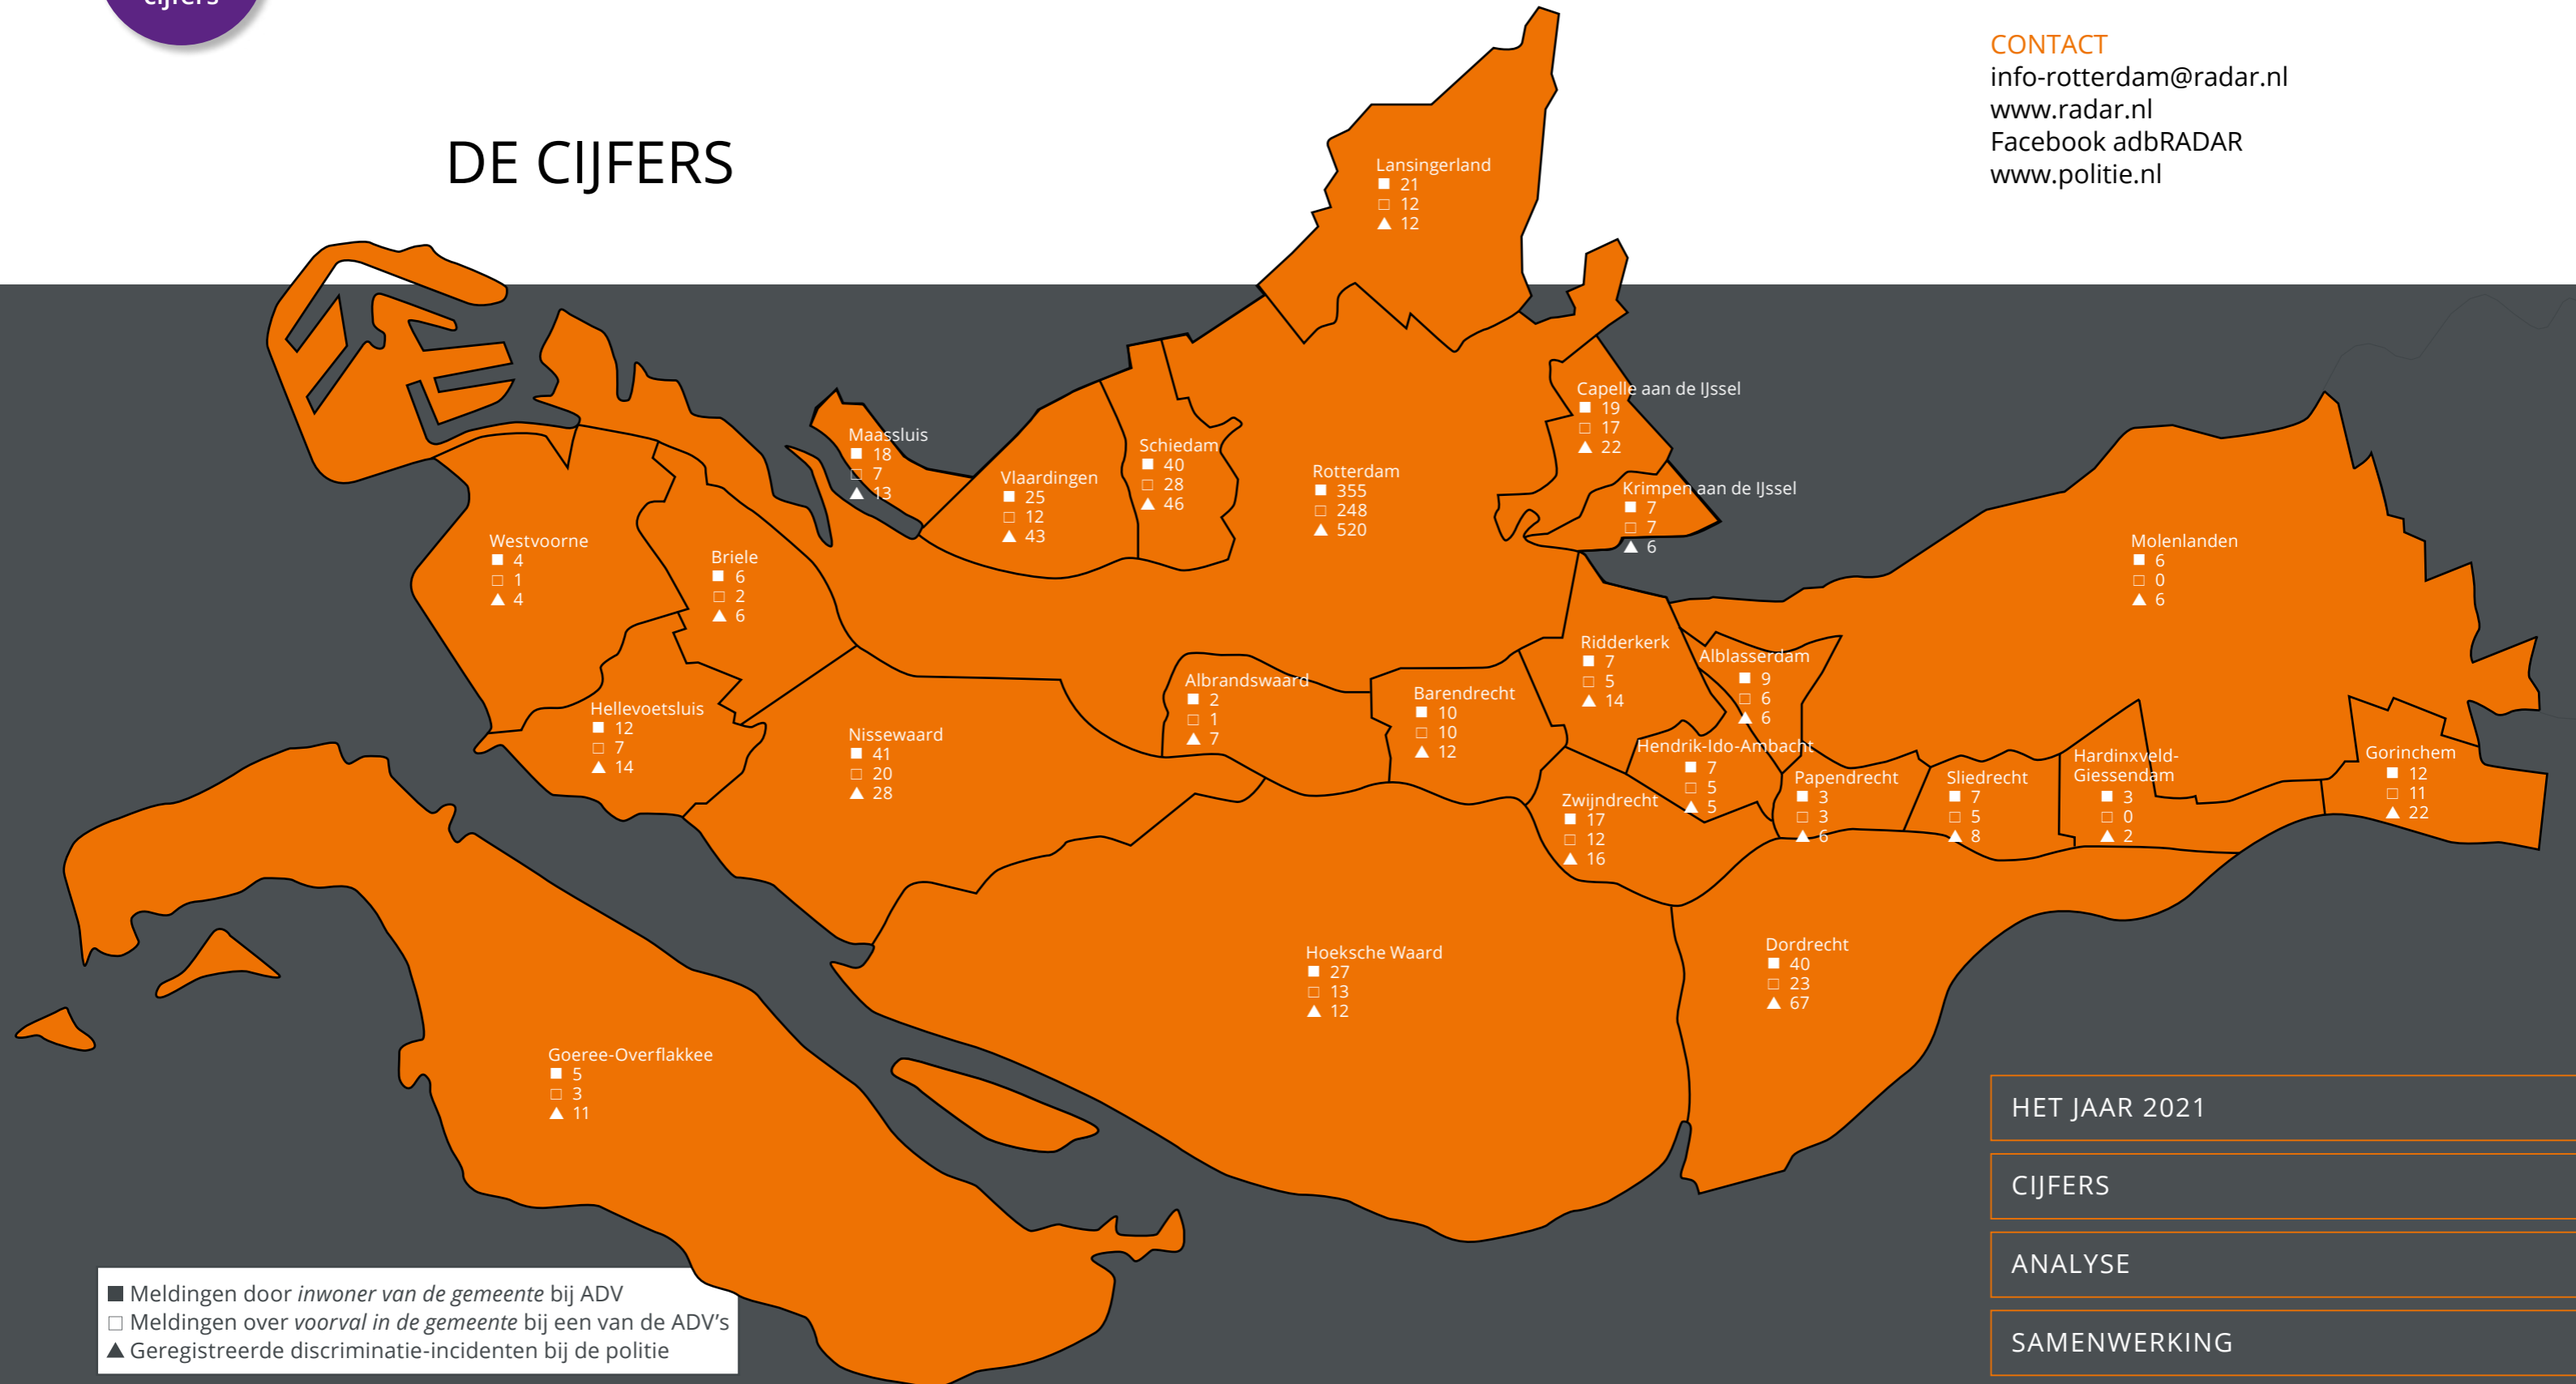 cijfers
DE CIJFERS
CONTACT
info-rotterdam@radar.nl
www.radar.nl
Facebook adbRADAR
www.politie.nl
Lansingerland
■ 21
□ 12
▲ 12
Capelle aan de IJssel
■ 19
□ 17
▲ 22
Maassluis
■ 18
□ 7
▲ 13
Schiedam
■ 40
□ 28
▲ 46
Vlaardingen
■ 25
□ 12
▲ 43
Rotterdam
■ 355
□ 248
▲ 520
Krimpen aan de IJssel
■ 7
□ 7
▲ 6
Westvoorne
■ 4
□ 1
▲ 4
Briele
■ 6
□ 2
▲ 6
Molenlanden
■ 6
□ 0
▲ 6
Ridderkerk
■ 7
□ 5
▲ 14
Alblasserdam
■ 9
□ 6
▲ 6
Albrandswaard
■ 2
□ 1
▲ 7
Barendrecht
■ 10
□ 10
▲ 12
Hellevoetsluis
■ 12
□ 7
▲ 14
Nissewaard
■ 41
□ 20
▲ 28
Hendrik-Ido-Ambacht
■ 7
□ 5
▲ 5
Papendrecht
■ 3
□ 3
▲ 6
Sliedrecht
■ 7
□ 5
▲ 8
Hardinxveld-
Giessendam
■ 3
□ 0
▲ 2
Gorinchem
■ 12
□ 11
▲ 22
Zwijndrecht
■ 17
□ 12
▲ 16
Hoeksche Waard
■ 27
□ 13
▲ 12
Dordrecht
■ 40
□ 23
▲ 67
Goeree-Overflakkee
■ 5
□ 3
▲ 11
■ Meldingen door inwoner van de gemeente bij ADV
□ Meldingen over voorval in de gemeente bij een van de ADV's
▲ Geregistreerde discriminatie-incidenten bij de politie
HET JAAR 2021
CIJFERS
ANALYSE
SAMENWERKING